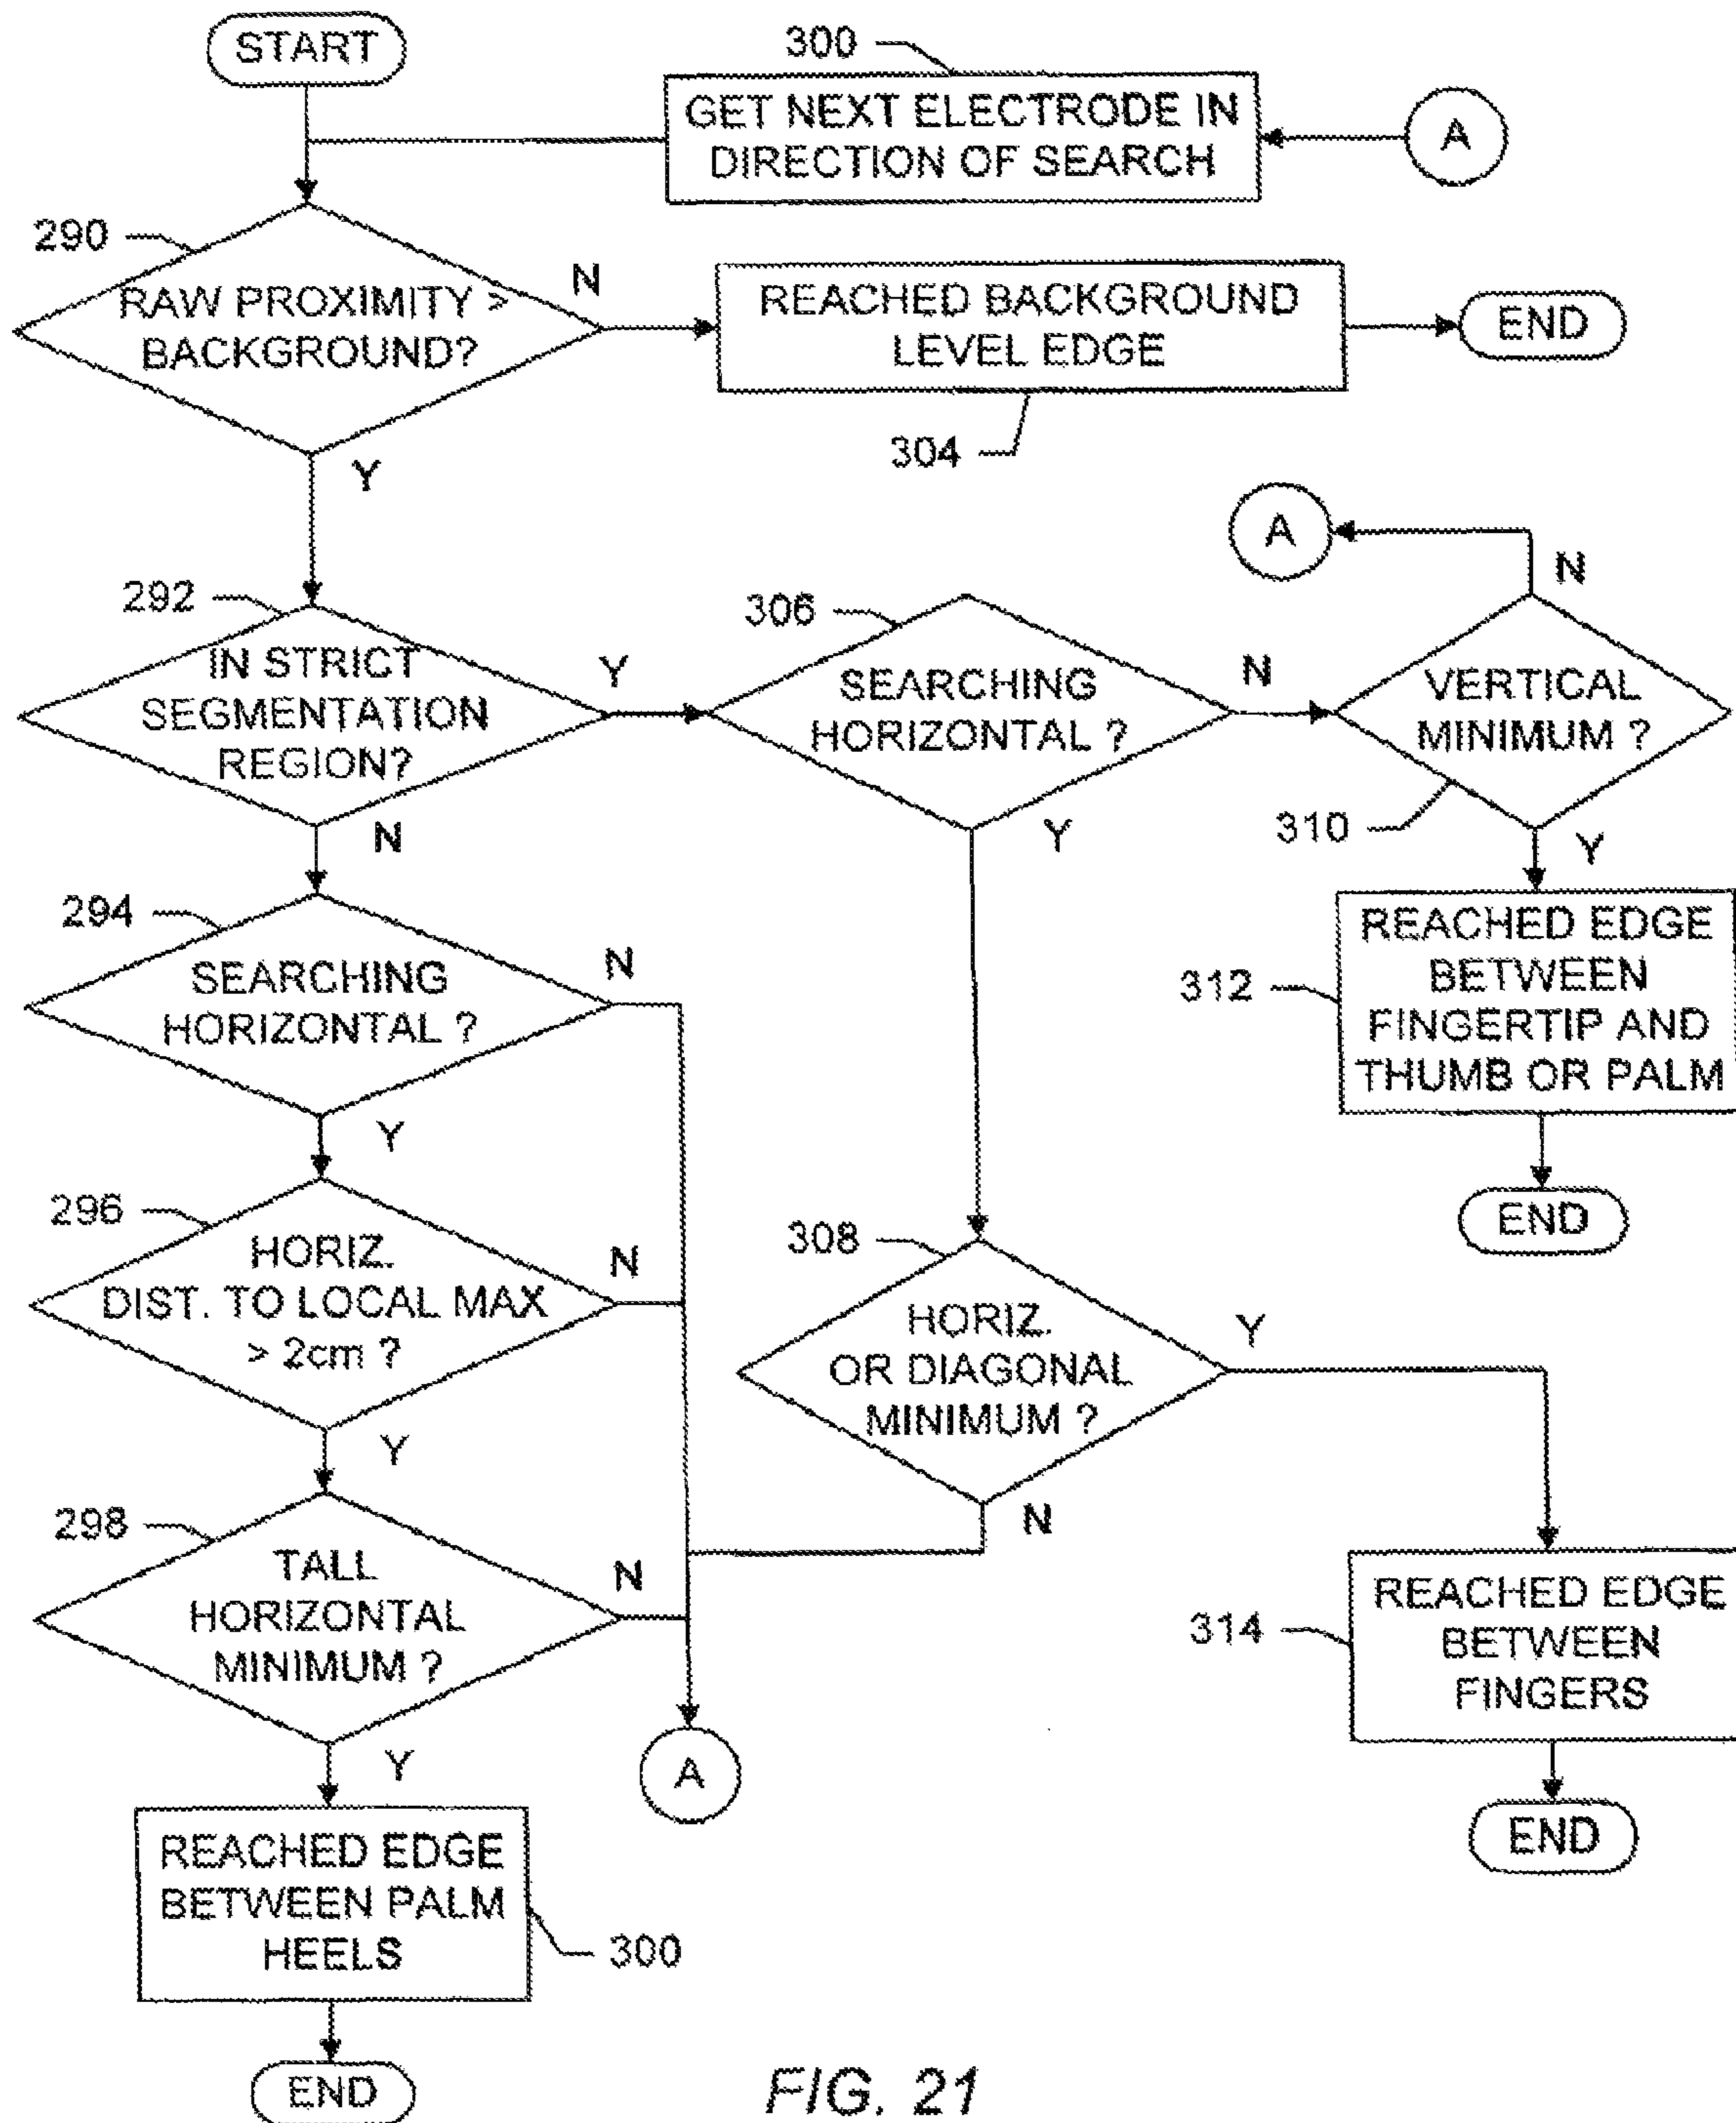 START
300
GET NEXT ELECTRODE IN
DIRECTION OF SEARCH
A
290
RAW PROXIMITY >
BACKGROUND?
N
Y
REACHED BACKGROUND
LEVEL EDGE
304
END
A
N
292
IN STRICT
SEGMENTATION
REGION?
Y
N
306
SEARCHING
HORIZONTAL ?
N
Y
VERTICAL
MINIMUM ?
310
Y
294
SEARCHING
HORIZONTAL ?
N
Y
312
REACHED EDGE
BETWEEN
FINGERTIP AND
THUMB OR PALM
END
296
HORIZ.
DIST. TO LOCAL MAX
> 2cm ?
N
Y
308
HORIZ.
OR DIAGONAL
MINIMUM ?
Y
N
298
TALL
HORIZONTAL
MINIMUM ?
N
Y
A
314
REACHED EDGE
BETWEEN
FINGERS
END
REACHED EDGE
BETWEEN PALM
HEELS
300
END
FIG. 21